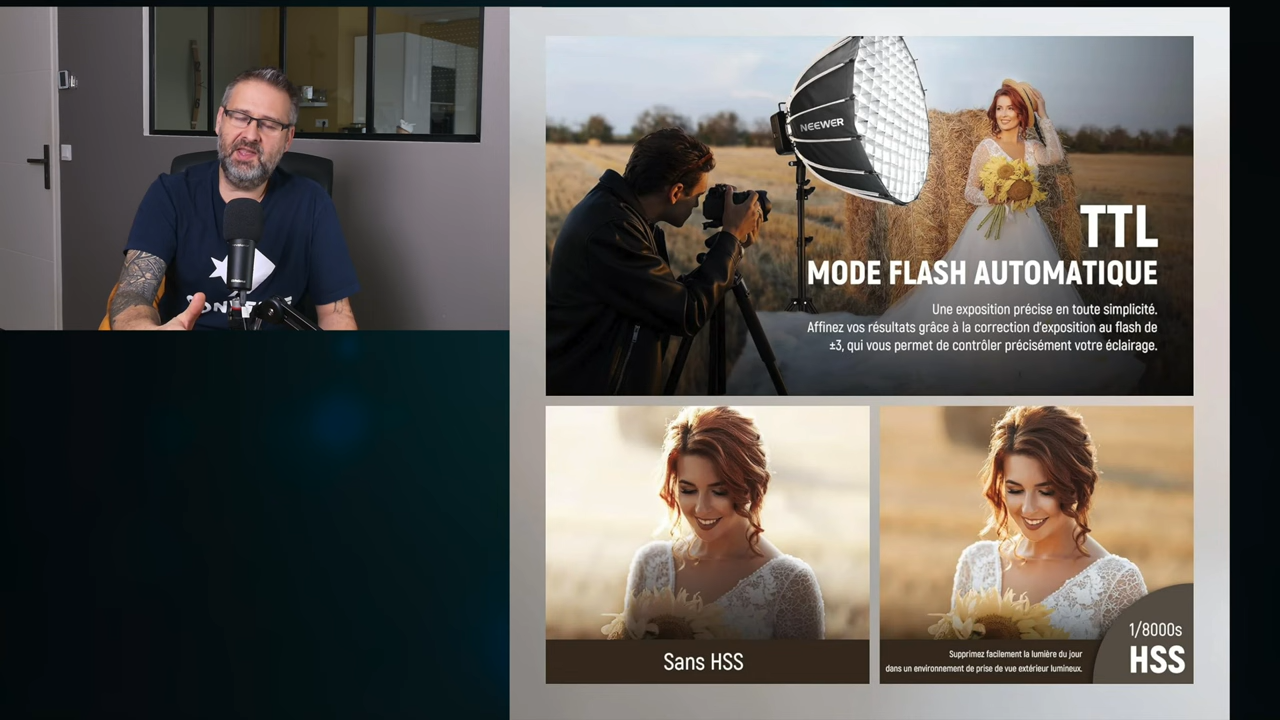 NEEWER
TTL
MODE FLASH AUTOMATIQUE
Une exposition précise en toute simplicité.
Affinez vos résultats grâce à la correction d'exposition au flash de
±3, qui vous permet de contrôler précisément votre éclairage.
Sans HSS
1/8000s
HSS
Supprimez facilement la lumière du jour
dans un environnement de prise de vue extérieur lumineux.